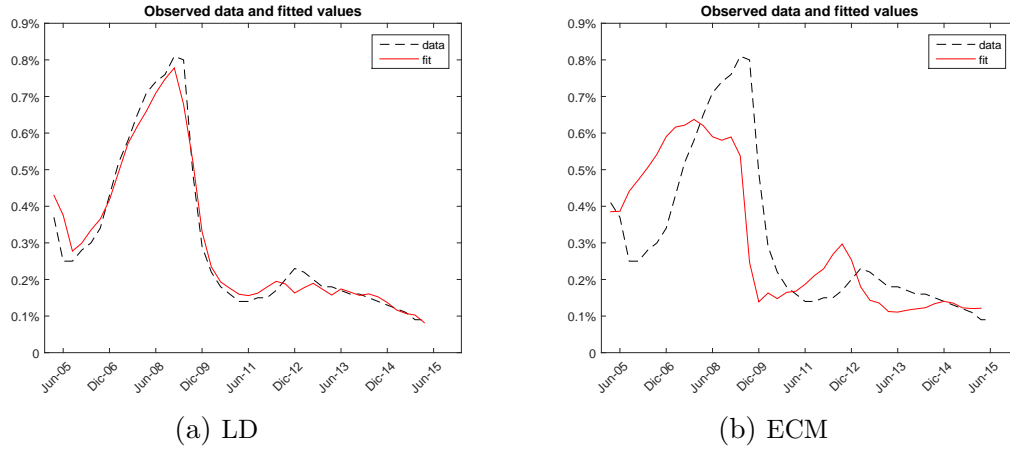 Observed data and fitted values
0.9%
0.8%
0.7%
0.6%
0.5%
0.4%
0.3%
0.2%
0.1%
0
data
fit
Jun-05
Dic-06
Jun-08
Dic-09
Jun-11
Dic-12
Jun-13
Dic-14
Jun-15
(a) LD
Observed data and fitted values
0.9%
0.8%
0.7%
0.6%
0.5%
0.4%
0.3%
0.2%
0.1%
0
data
fit
Jun-05
Dic-06
Jun-08
Dic-09
Jun-11
Dic-12
Jun-13
Dic-14
Jun-15
(b) ECM